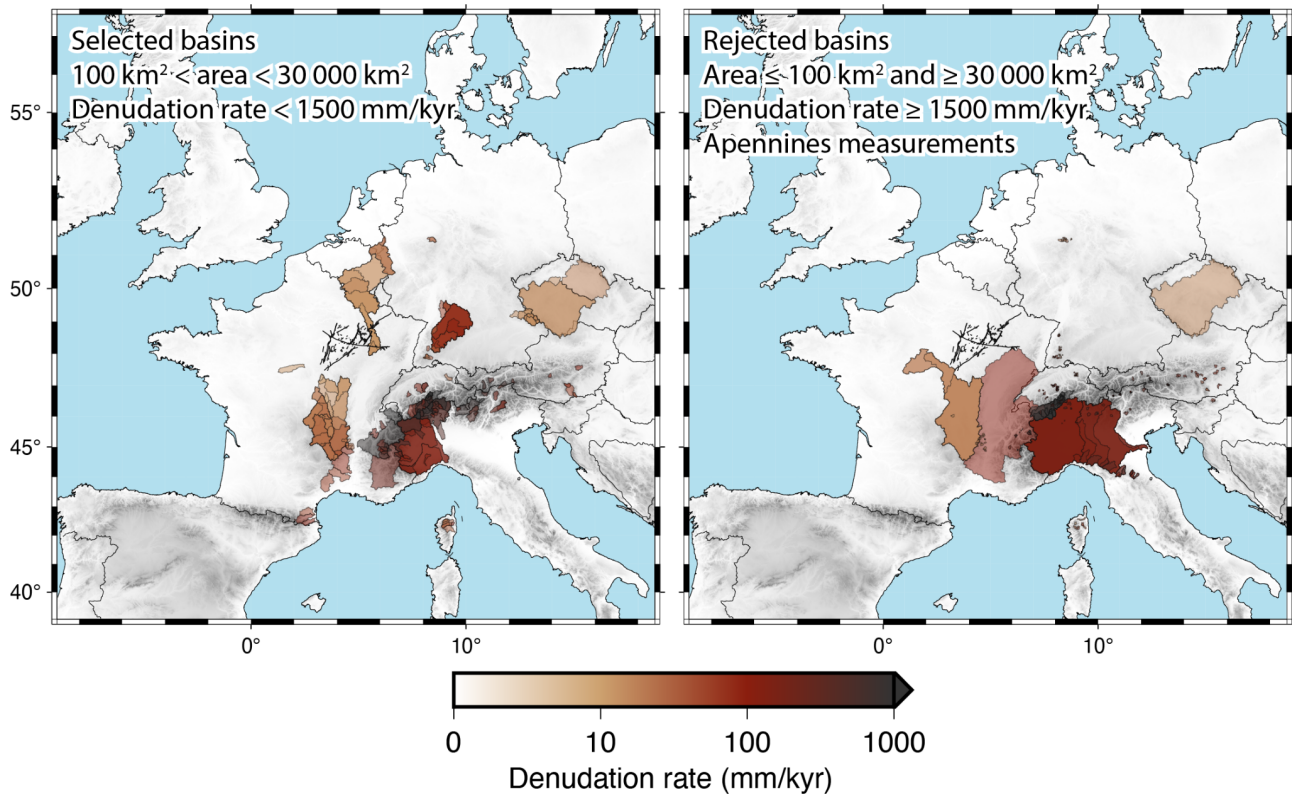 Selected basins
100 km² < area < 30 000 km²
Denudation rate < 1500 mm/kyr
Rejected basins
Area ≤ 100 km² and ≥ 30 000 km²
Denudation rate ≥ 1500 mm/kyr
Apennines measurements
55°
50°
45°
40°
0°
10°
0°
10°
0
10
100
1000
Denudation rate (mm/kyr)